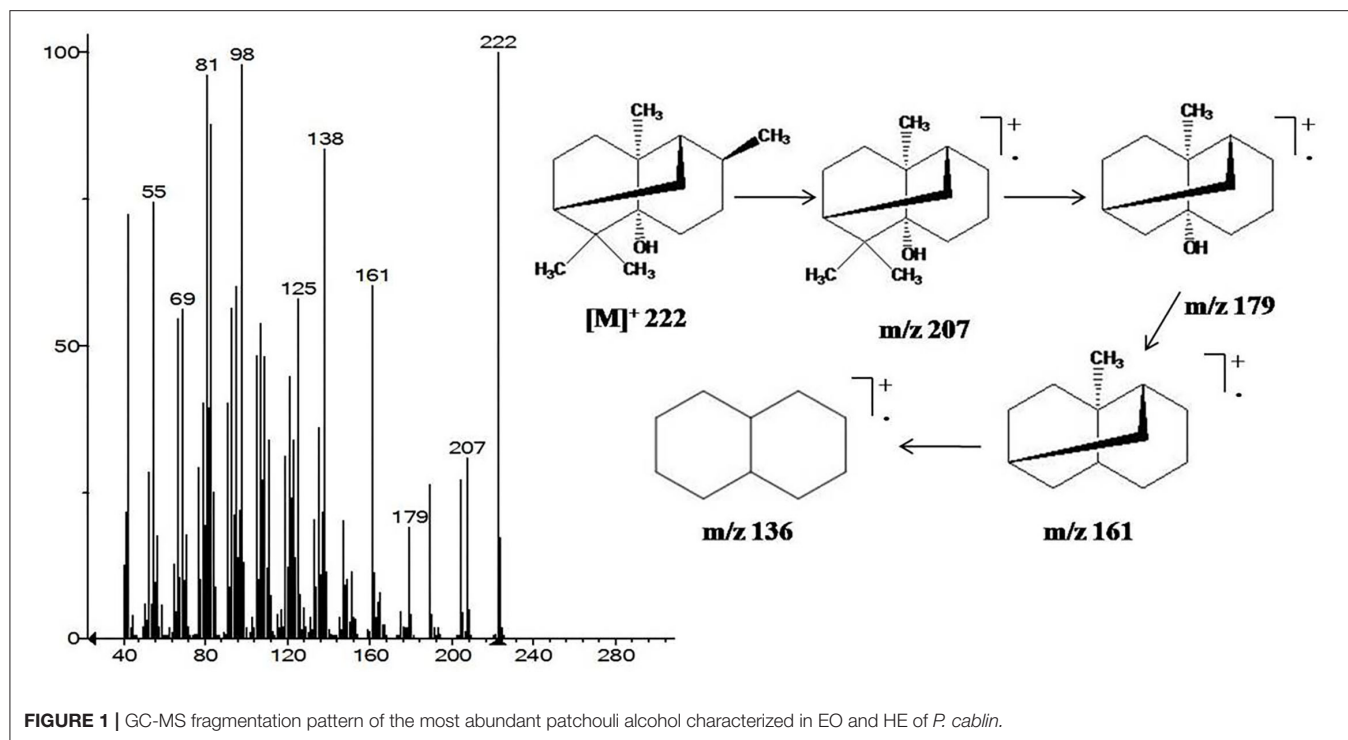 100
50
0
40 80 120 160 200 240 280
55
69
81
98
125
138
161
179
207
222
CH₃
CH₃
OH
H₃C
CH₃
[M]⁺ 222
CH₃
OH
H₃C
CH₃
+
.
m/z 207
CH₃
OH
+
.
m/z 179
CH₃
+
.
m/z 161
+
.
m/z 136
FIGURE 1 | GC-MS fragmentation pattern of the most abundant patchouli alcohol characterized in EO and HE of P. cablin.